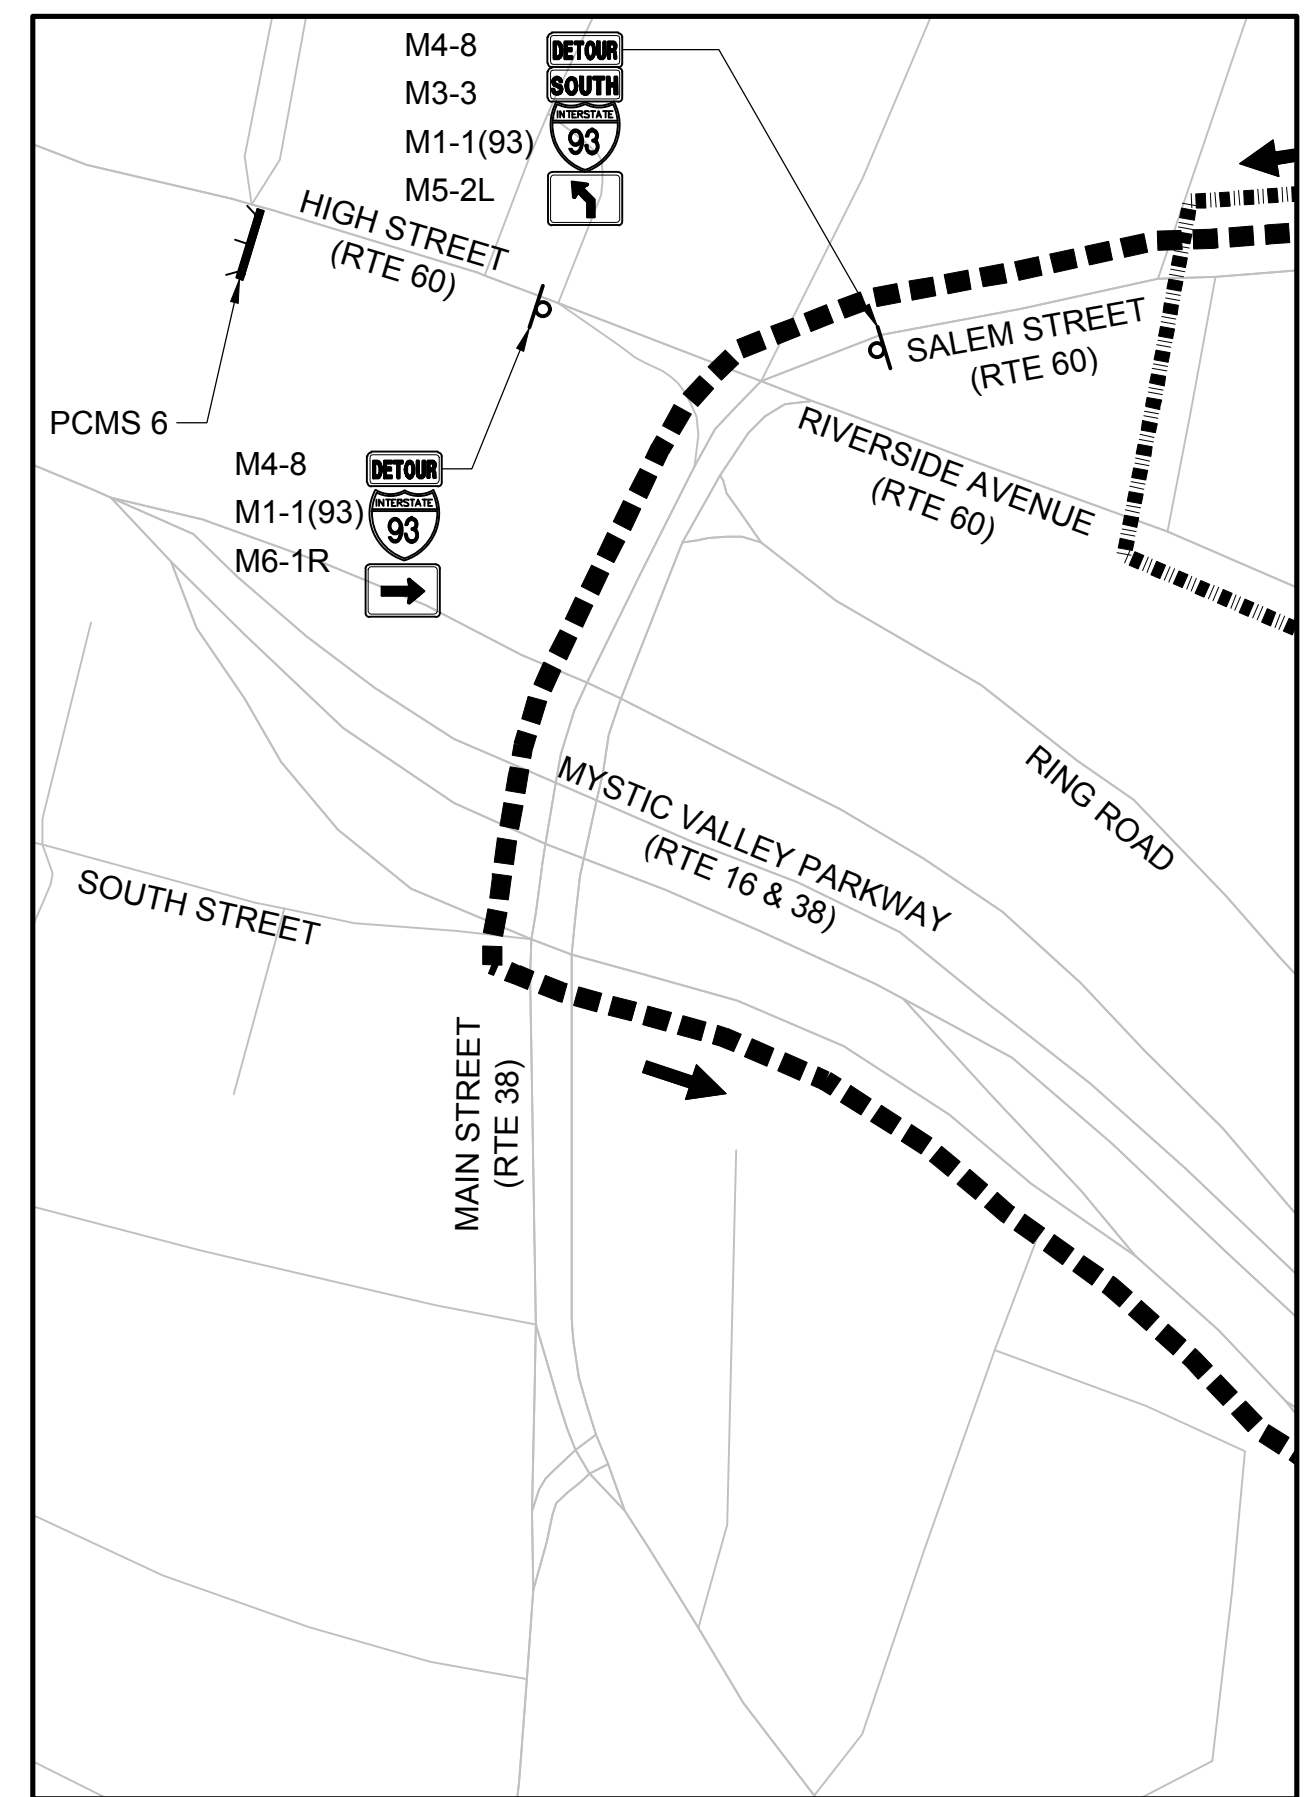 M4-8
DETOUR
M3-3
SOUTH
M1-1(93)
INTERSTATE
93
M5-2L
HIGH STREET
(RTE 60)
SALEM STREET
(RTE 60)
PCMS 6
RIVERSIDE AVENUE
(RTE 60)
M4-8
DETOUR
M1-1(93)
INTERSTATE
93
M6-1R
RING ROAD
MYSTIC VALLEY PARKWAY
(RTE 16 & 38)
SOUTH STREET
MAIN STREET
(RTE 38)